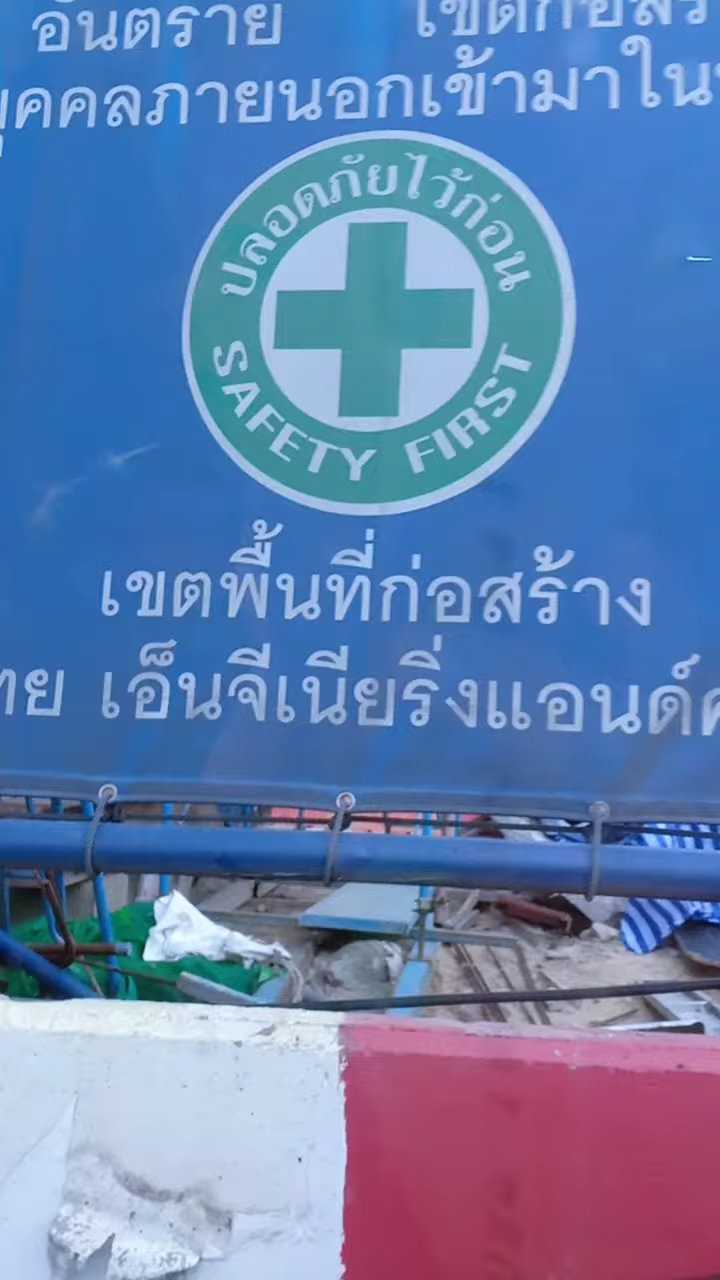 อันตราย เขตก่อสร้
บุคคลภายนอกเข้ามาใน
ปลอดภัยไว้ก่อน
SAFETY FIRST
เขตพื้นที่ก่อสร้าง
ทย เอ็นจีเนียริ่งแอนด์ค